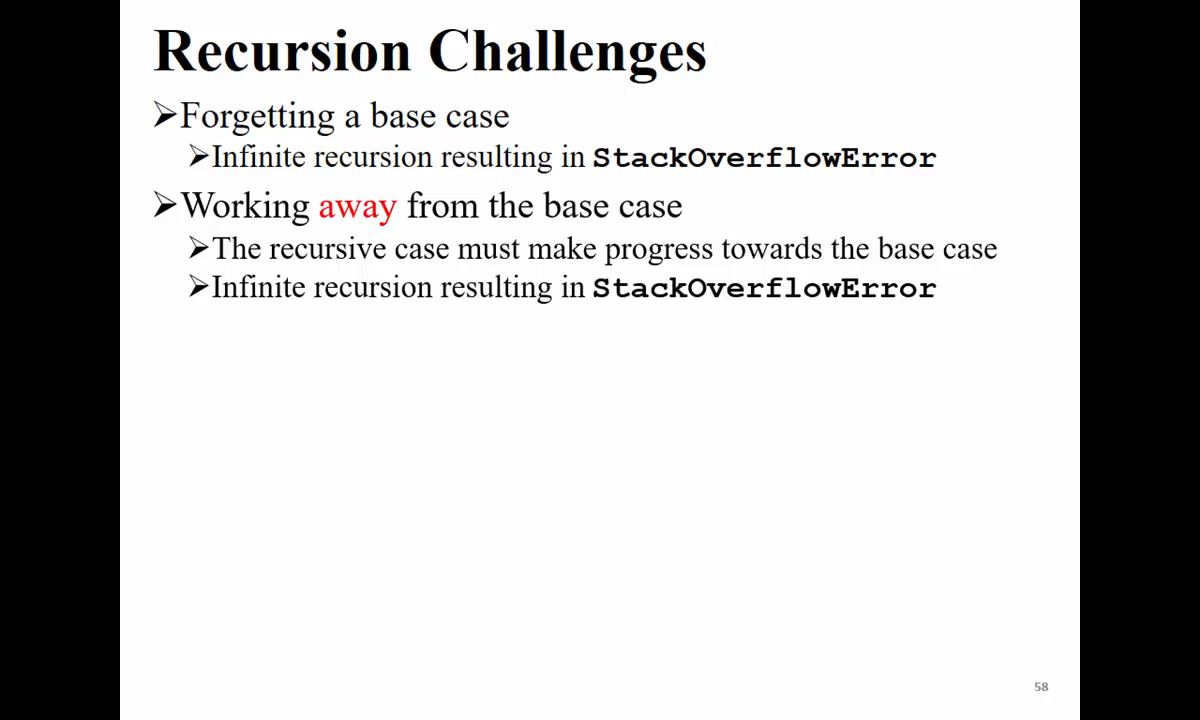 Recursion Challenges
➢Forgetting a base case
➢Infinite recursion resulting in StackOverflowError
➢Working away from the base case
➢The recursive case must make progress towards the base case
➢Infinite recursion resulting in StackOverflowError
58